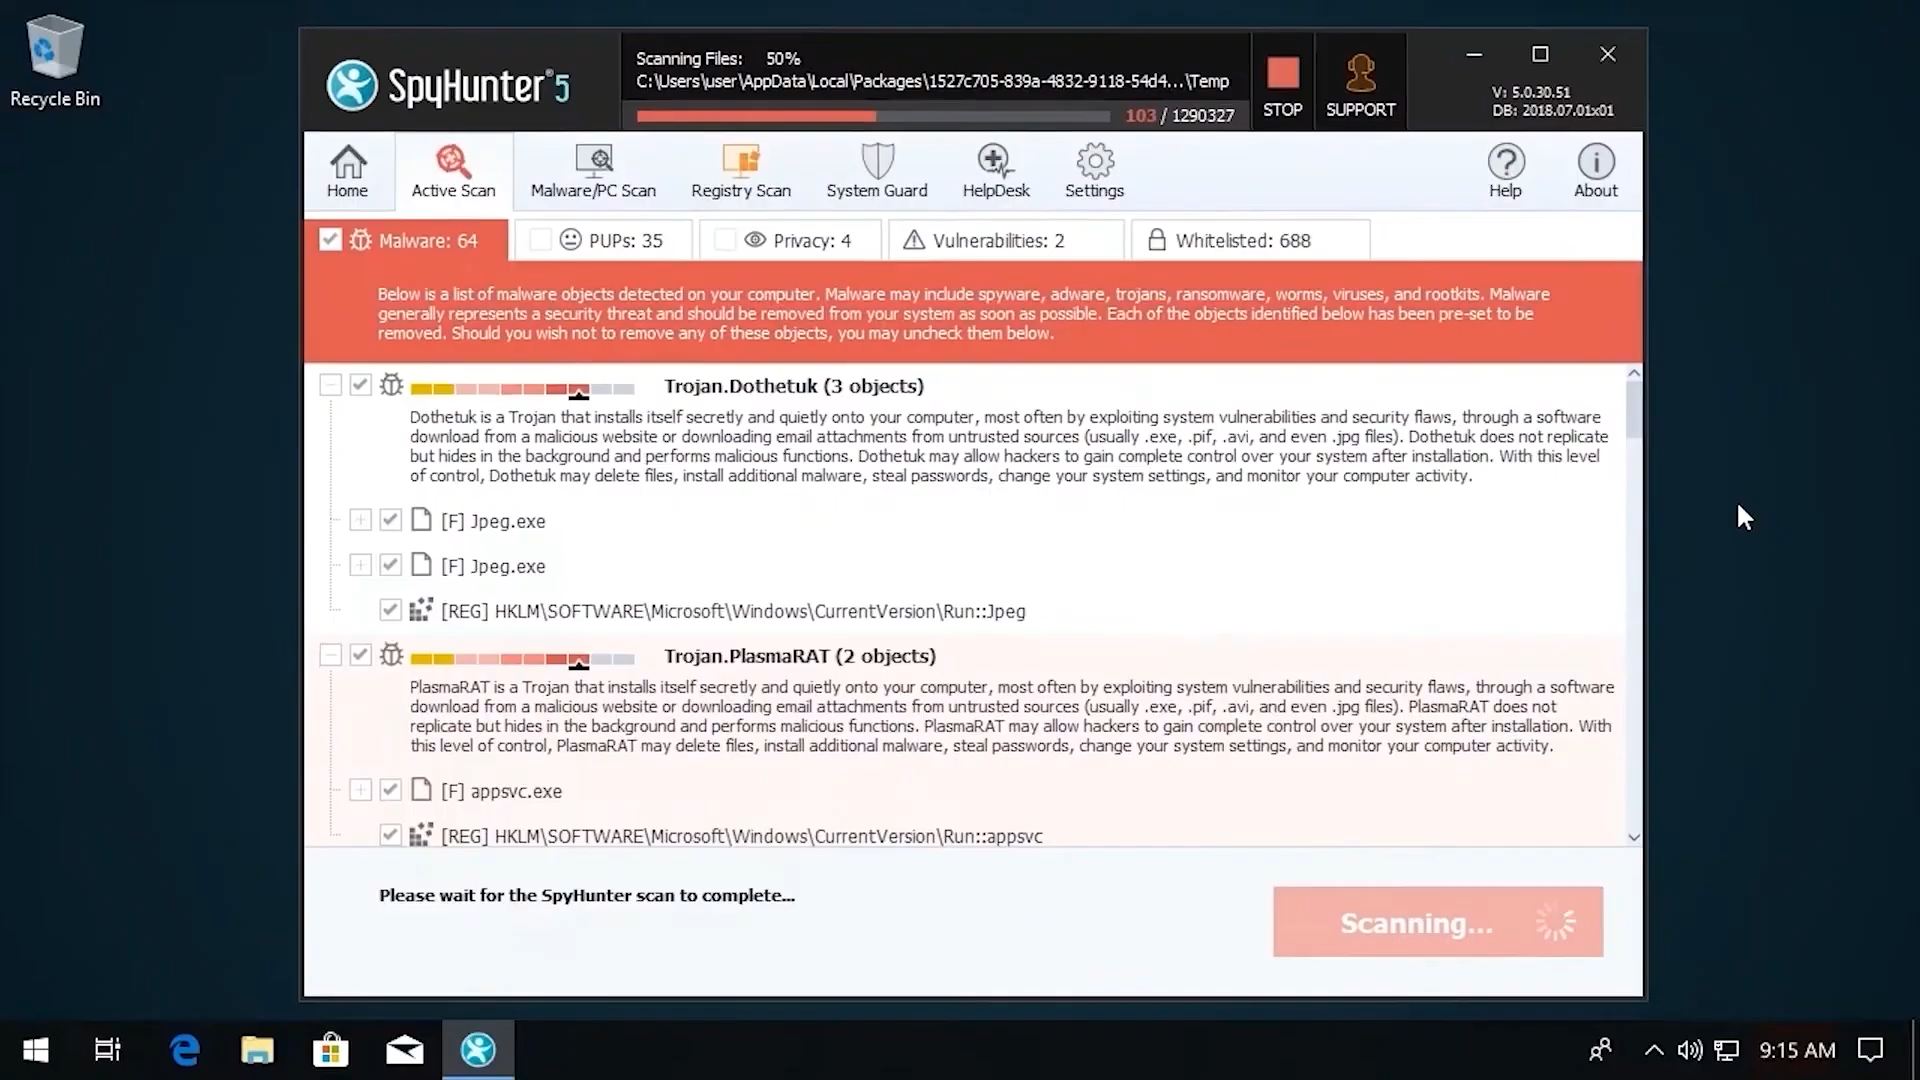 Recycle Bin
SpyHunter®5
Scanning Files: 50%
C:\Users\user\AppData\Local\Packages\1527c705-839a-4832-9118-54d4...\Temp
103 / 1290327
STOP
SUPPORT
V: 5.0.30.51
DB: 2018.07.01x01
Home
Active Scan
Malware/PC Scan
Registry Scan
System Guard
HelpDesk
Settings
Help
About
Malware: 64
PUPs: 35
Privacy: 4
Vulnerabilities: 2
Whitelisted: 688
Below is a list of malware objects detected on your computer. Malware may include spyware, adware, trojans, ransomware, worms, viruses, and rootkits. Malware
generally represents a security threat and should be removed from your system as soon as possible. Each of the objects identified below has been pre-set to be
removed. Should you wish not to remove any of these objects, you may uncheck them below.
Trojan.Dothetuk (3 objects)
Dothetuk is a Trojan that installs itself secretly and quietly onto your computer, most often by exploiting system vulnerabilities and security flaws, through a software
download from a malicious website or downloading email attachments from untrusted sources (usually .exe, .pif, .avi, and even .jpg files). Dothetuk does not replicate
but hides in the background and performs malicious functions. Dothetuk may allow hackers to gain complete control over your system after installation. With this level
of control, Dothetuk may delete files, install additional malware, steal passwords, change your system settings, and monitor your computer activity.
[F] Jpeg.exe
[F] Jpeg.exe
[REG] HKLM\SOFTWARE\Microsoft\Windows\CurrentVersion\Run::Jpeg
Trojan.PlasmaRAT (2 objects)
PlasmaRAT is a Trojan that installs itself secretly and quietly onto your computer, most often by exploiting system vulnerabilities and security flaws, through a software
download from a malicious website or downloading email attachments from untrusted sources (usually .exe, .pif, .avi, and even .jpg files). PlasmaRAT does not
replicate but hides in the background and performs malicious functions. PlasmaRAT may allow hackers to gain complete control over your system after installation. With
this level of control, PlasmaRAT may delete files, install additional malware, steal passwords, change your system settings, and monitor your computer activity.
[F] appsvc.exe
[REG] HKLM\SOFTWARE\Microsoft\Windows\CurrentVersion\Run::appsvc
Please wait for the SpyHunter scan to complete...
Scanning...
9:15 AM